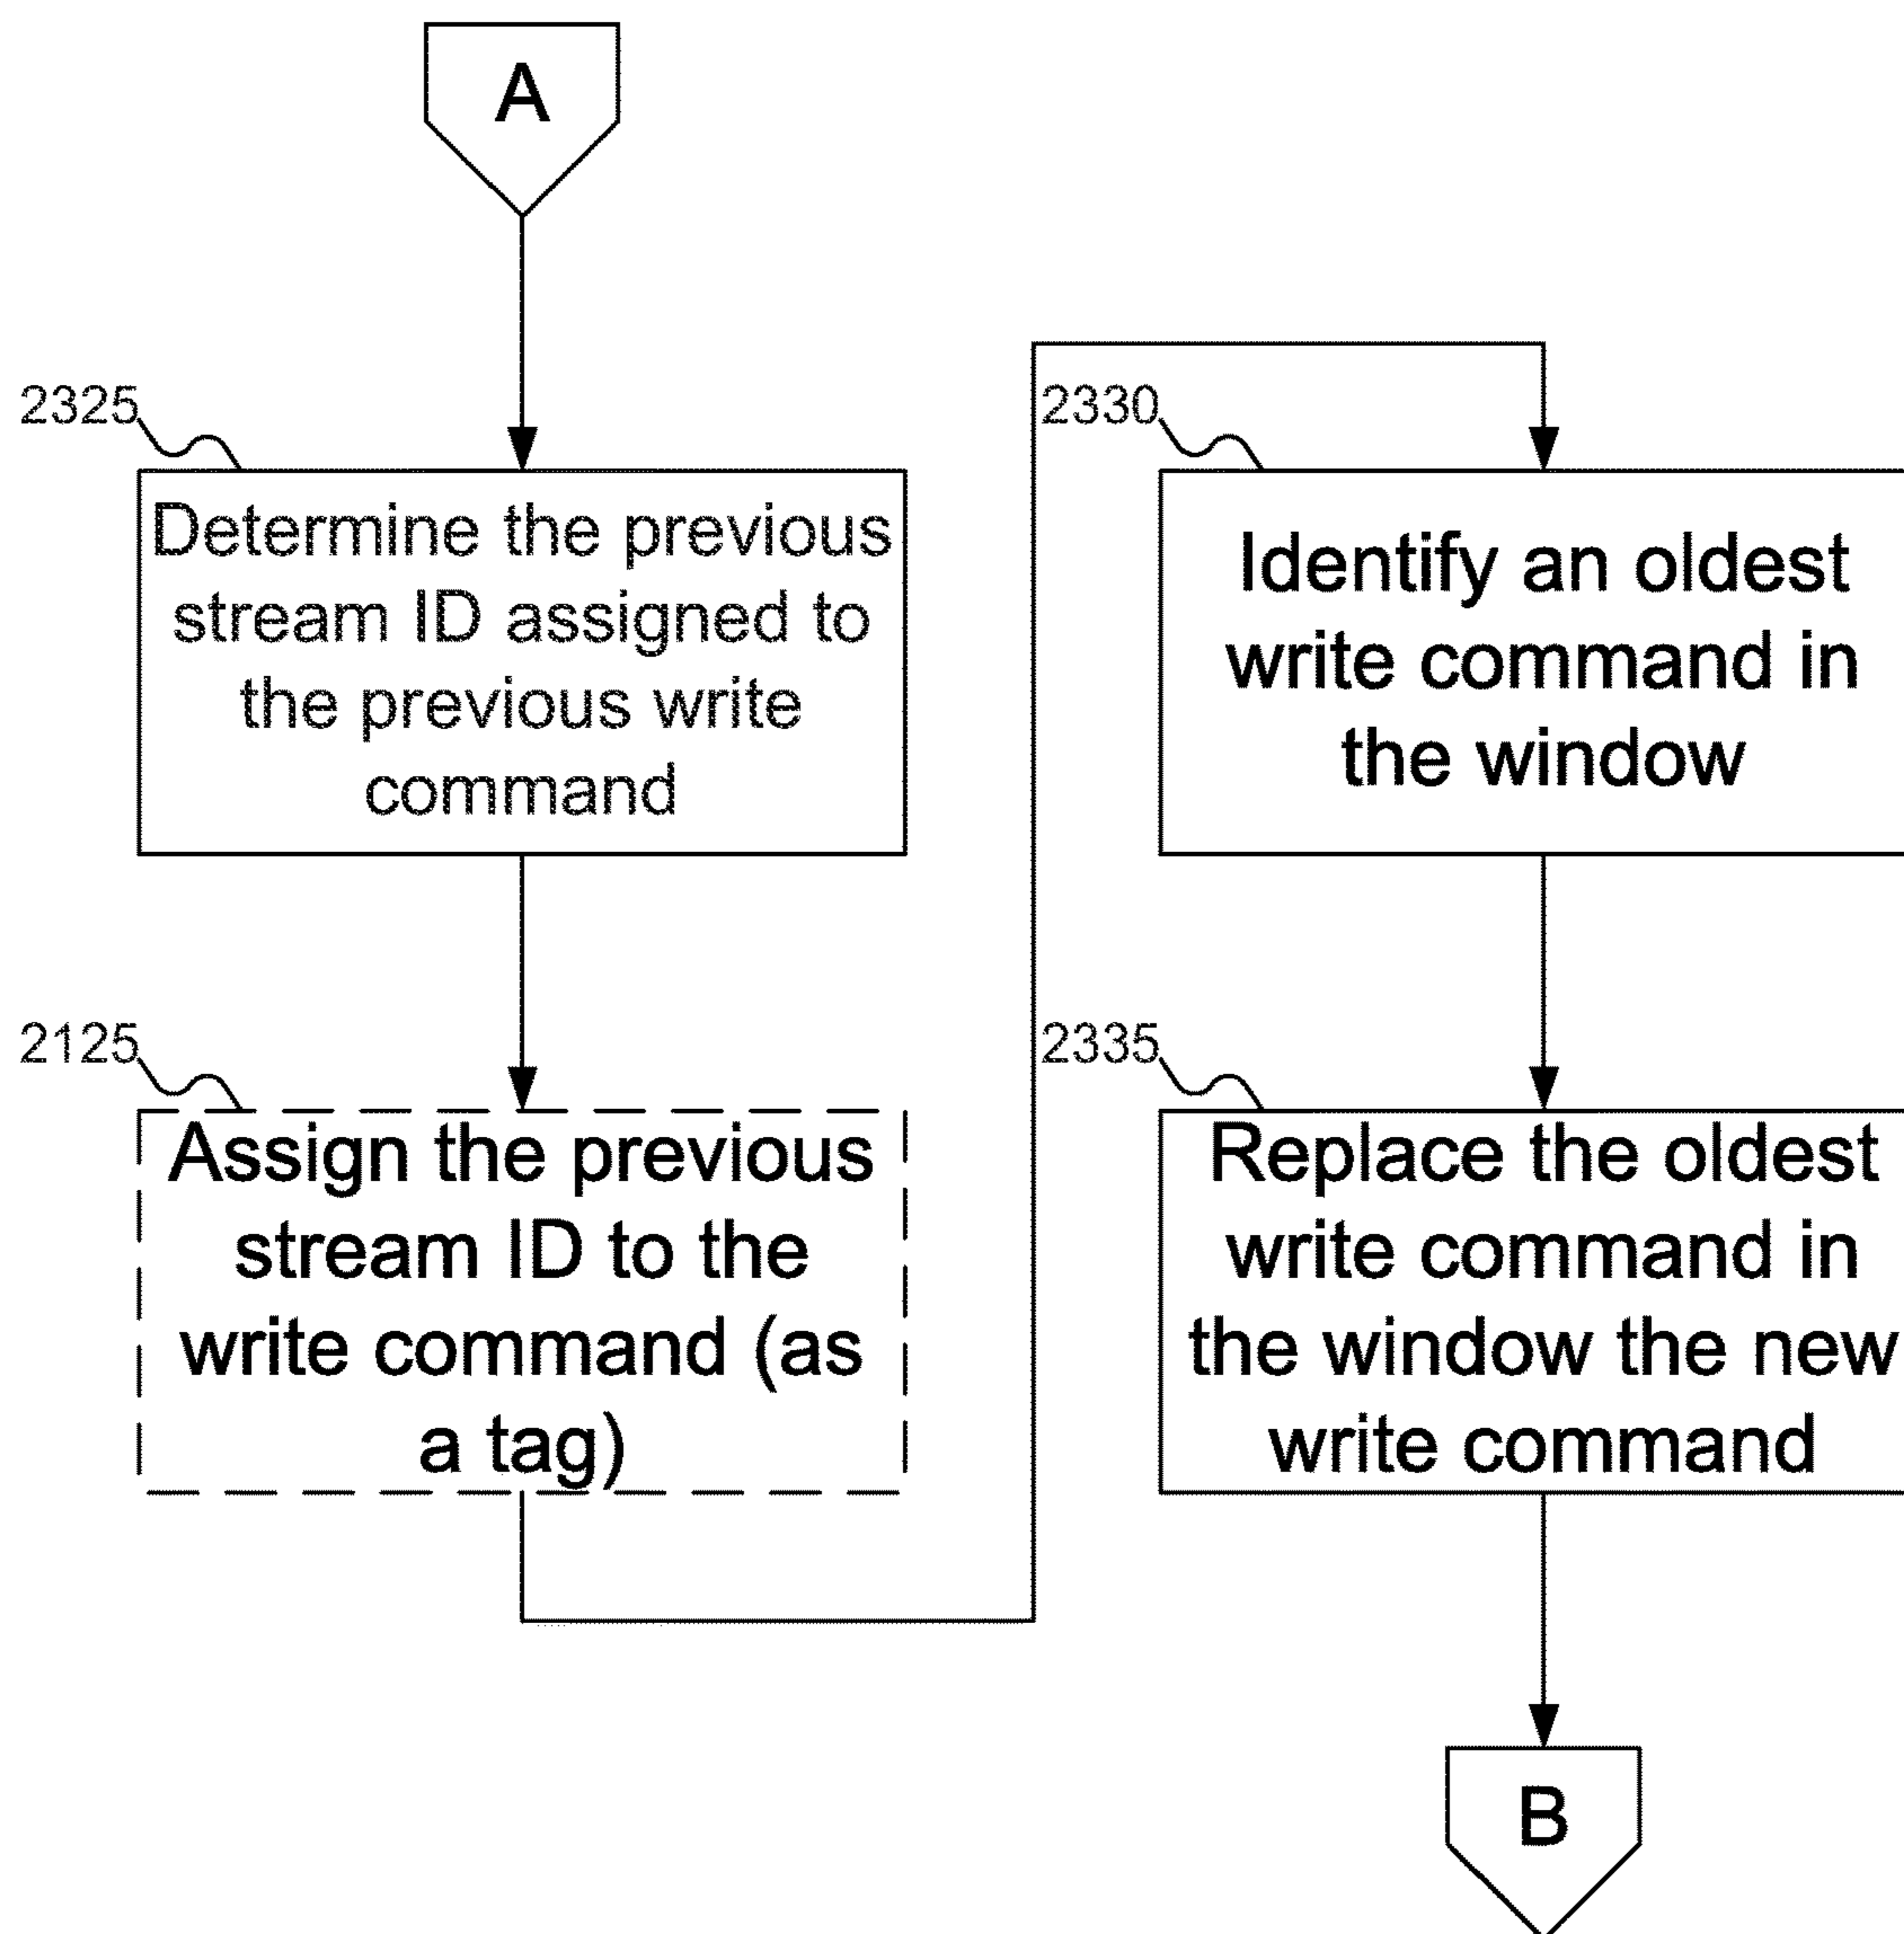 A
2325
Determine the previous
stream ID assigned to
the previous write
command
2125
Assign the previous
stream ID to the
write command (as
a tag)
2330
Identify an oldest
write command in
the window
2335
Replace the oldest
write command in
the window the new
write command
B